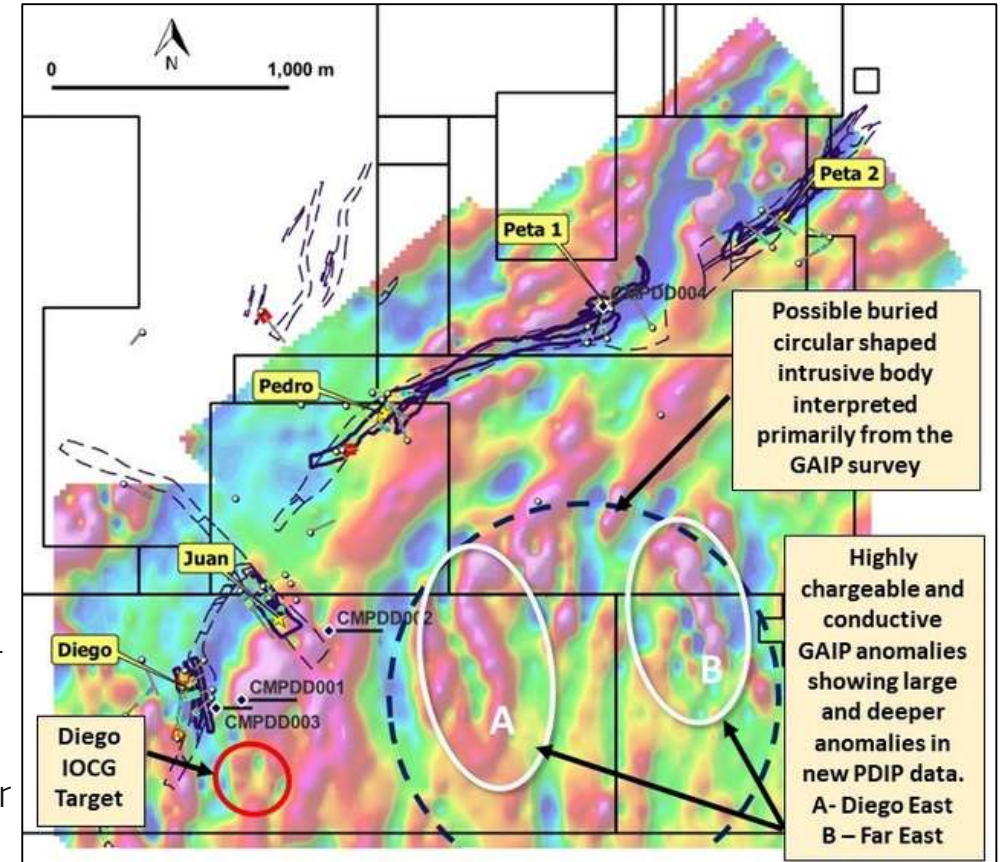 N
0
1,000 m
Peta 2
Peta 1
CMPDD004
Possible buried
circular shaped
intrusive body
interpreted
primarily from the
GAIP survey
Pedro
Juan
CMPDD002
Diego
CMPDD001
CMPDD003
Diego
IOCG
Target
A
B
Highly
chargeable and
conductive
GAIP anomalies
showing large
and deeper
anomalies in
new PDIP data.
A- Diego East
B – Far East